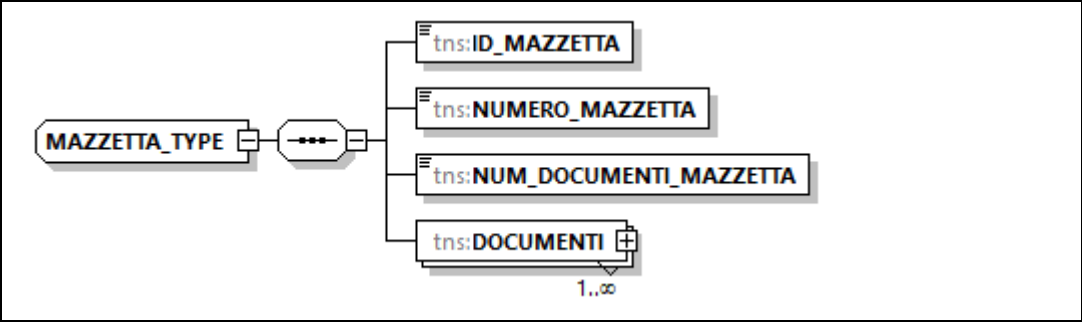 tns:ID_MAZZETTA
tns:NUMERO_MAZZETTA
MAZZETTA_TYPE
tns:NUM_DOCUMENTI_MAZZETTA
tns:DOCUMENTI
1..∞